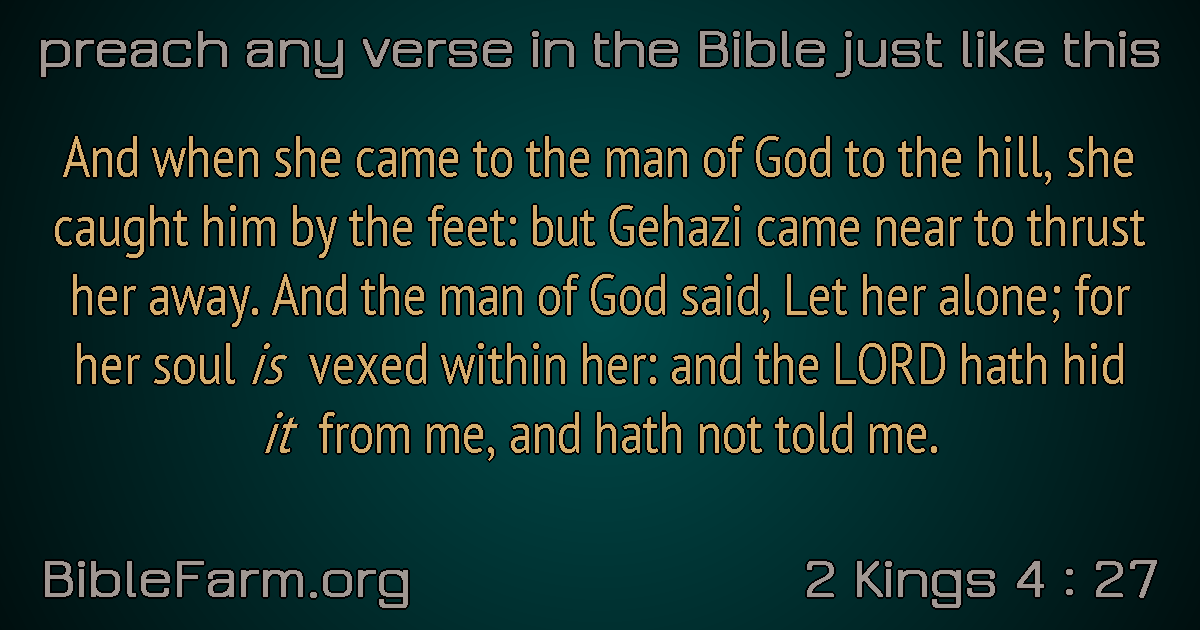 preach any verse in the Bible just like this
And when she came to the man of God to the hill, she
caught him by the feet: but Gehazi came near to thrust
her away. And the man of God said, Let her alone; for
her soul is vexed within her: and the LORD hath hid
it from me, and hath not told me.
BibleFarm.org
2 Kings 4 : 27